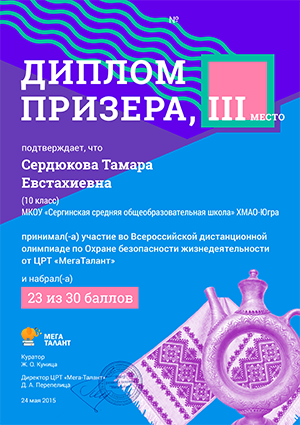 №
ДИПЛОМ
ПРИЗЕРА, III МЕСТО
подтверждает, что
Сердюкова Тамара
Евстахиевна
(10 класс)
МКОУ «Сергинская средняя общеобразовательная школа» ХМАО-Югра
принимал(-а) участие во Всероссийской дистанционной
олимпиаде по Охране безопасности жизнедеятельности
от ЦРТ «МегаТалант»
и набрал(-а)
23 из 30 баллов
МЕГА
ТАЛАНТ
Куратор
Ж. О. Куница
Директор ЦРТ «Мега-Талант»
Д. А. Перепелица
24 мая 2015